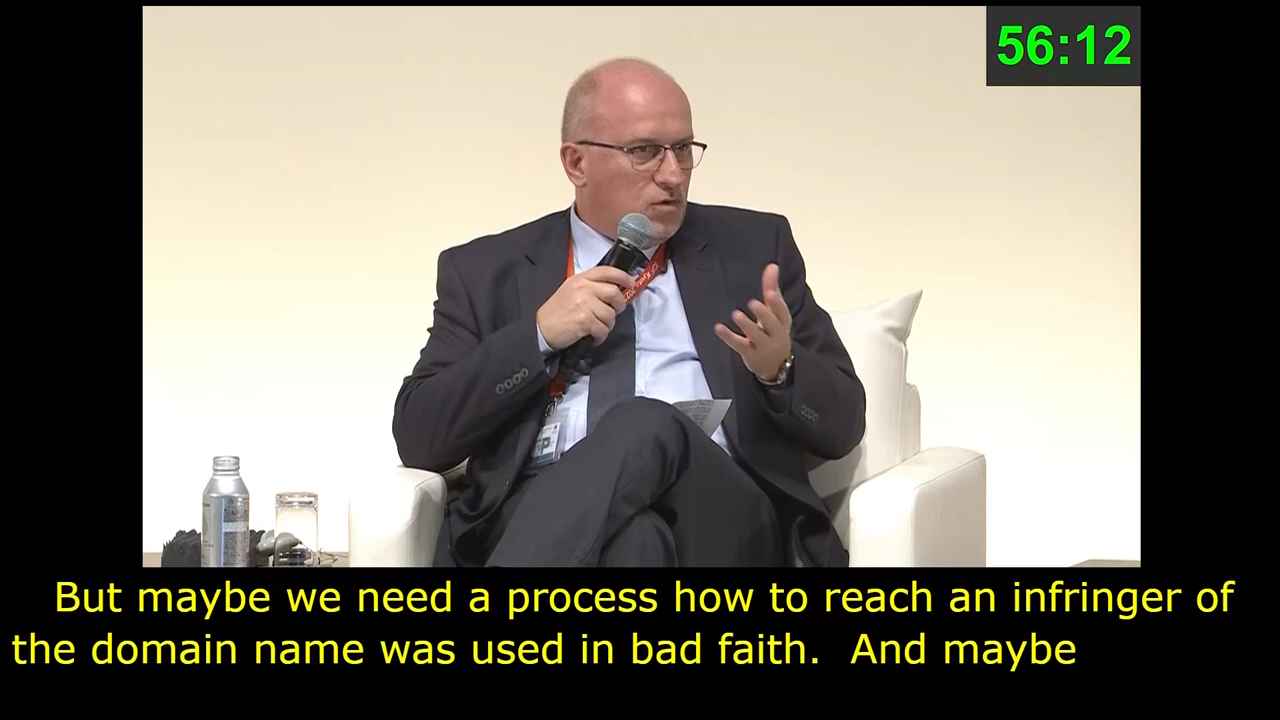 56:12
But maybe we need a process how to reach an infringer of
the domain name was used in bad faith.  And maybe